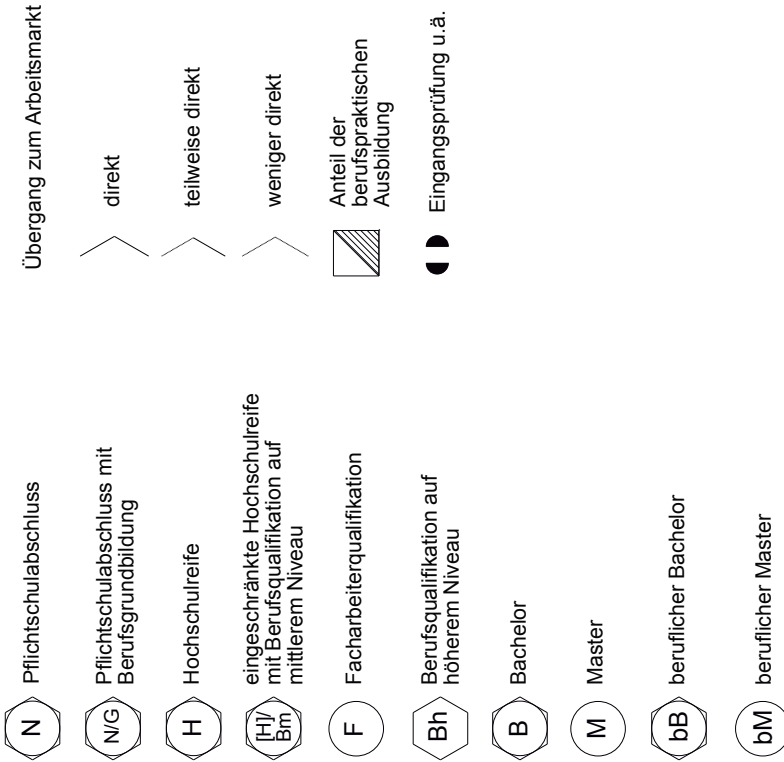 N Pflichtschulabschluss
N/G Pflichtschulabschluss mit
Berufsgrundbildung
H Hochschulreife
[H]/
Bm
eingeschränkte Hochschulreife
mit Berufsqualifikation auf
mittlerem Niveau
F Facharbeiterqualifikation
Bh Berufsqualifikation auf
höherem Niveau
B Bachelor
M Master
bB beruflicher Bachelor
bM beruflicher Master
Übergang zum Arbeitsmarkt
direkt
teilweise direkt
weniger direkt
Anteil der
berufspraktischen
Ausbildung
Eingangsprüfung u.ä.